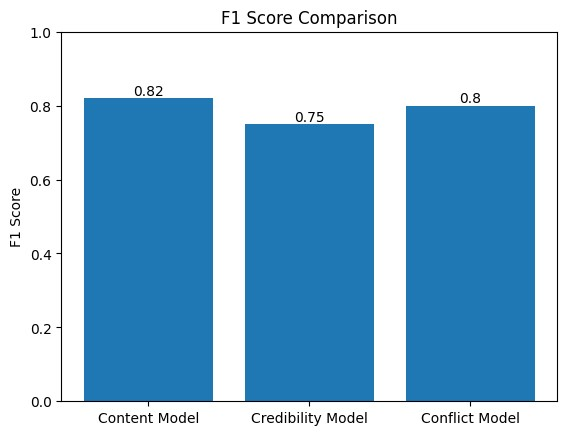 F1 Score Comparison
1.0
0.8
0.6
0.4
0.2
0.0
F1 Score
0.82
0.75
0.8
Content Model
Credibility Model
Conflict Model